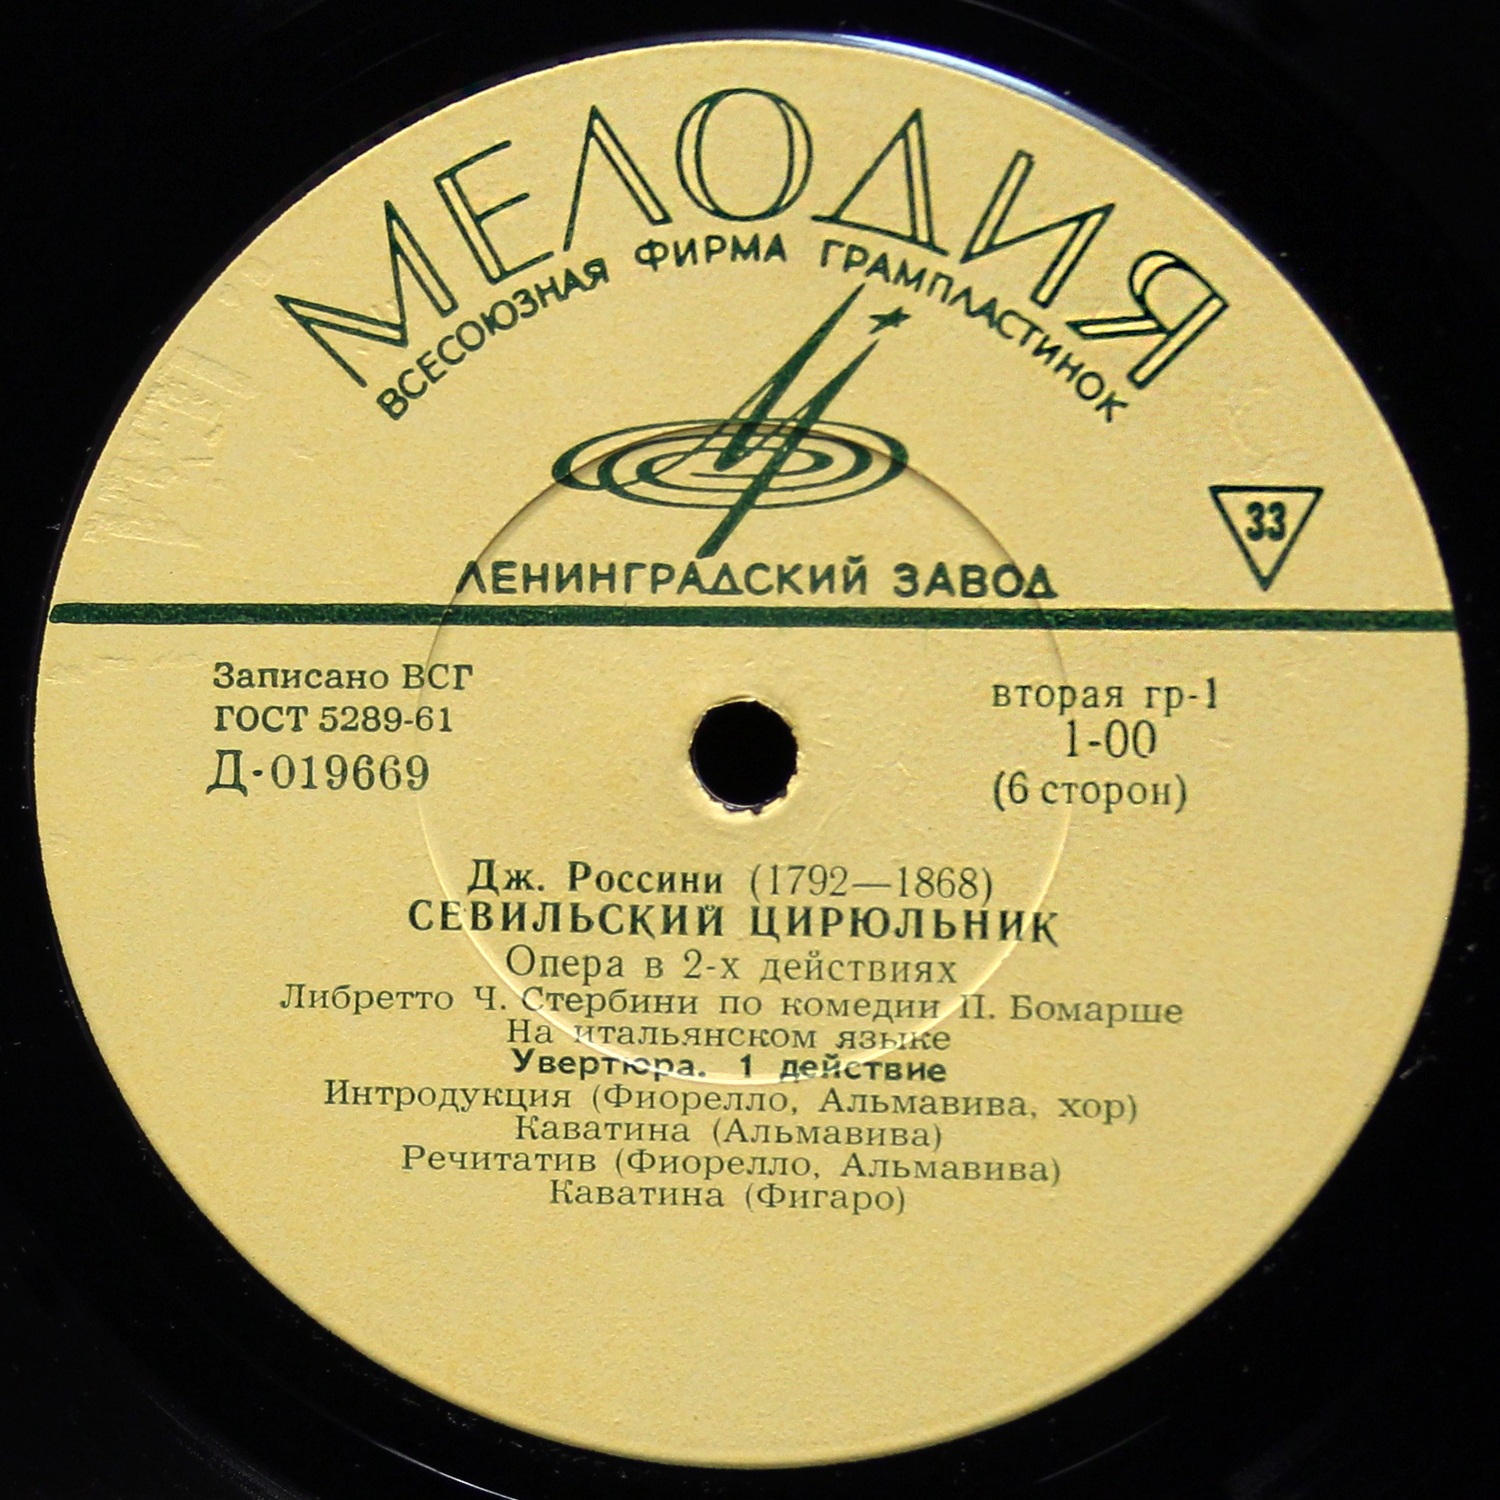 МЕЛОДИЯ
ВСЕСОЮЗНАЯ ФИРМА ГРАМПЛАСТИНОК
33
ЛЕНИНГРАДСКИЙ ЗАВОД
Записано ВСГ
ГОСТ 5289-61
Д-019669
вторая гр-1
1-00
(6 сторон)
Дж. Россини (1792—1868)
СЕВИЛЬСКИЙ ЦИРЮЛЬНИК
Опера в 2-х действиях
Либретто Ч. Стербини по комедии П. Бомарше
На итальянском языке
Увертюра. 1 действие
Интродукция (Фиорелло, Альмавива, хор)
Каватина (Альмавива)
Речитатив (Фиорелло, Альмавива)
Каватина (Фигаро)